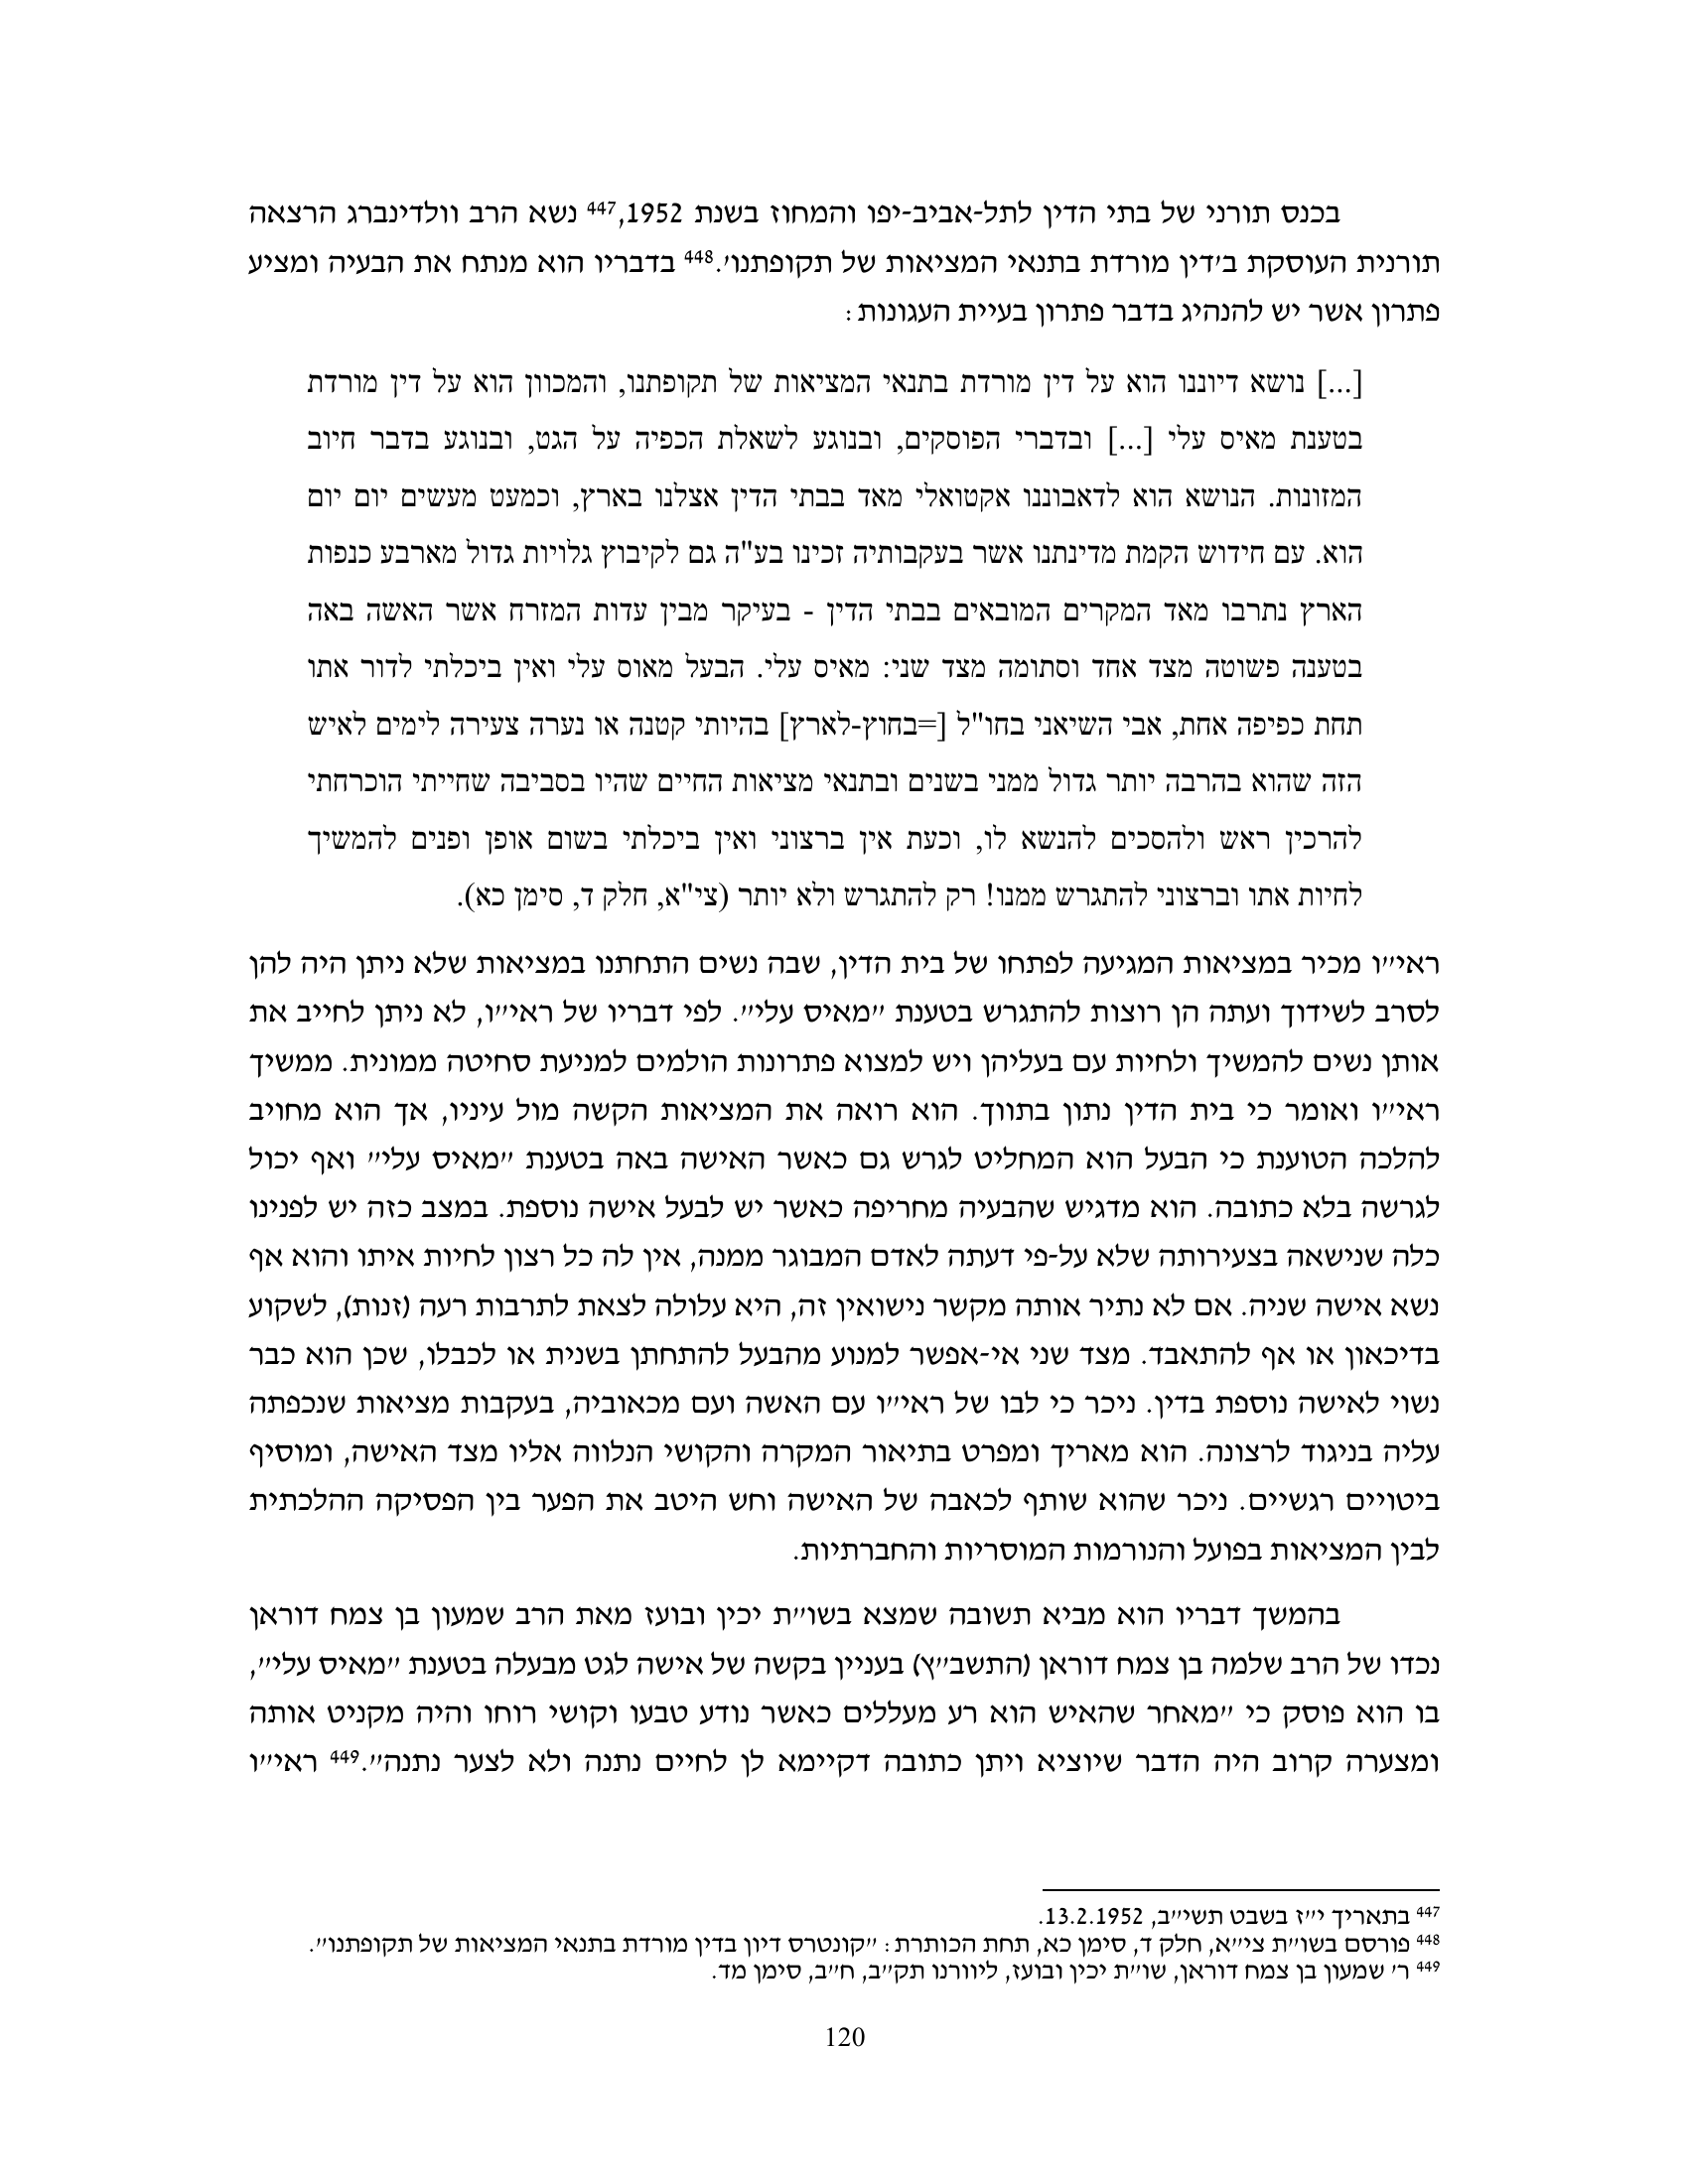 בכנס תורני של בתי הדין לתל-אביב-יפו והמחוז בשנת 1952,447 נשא הרב וולדינברג הרצאה
תורנית העוסקת ב׳דין מורדת בתנאי המציאות של תקופתנו׳.448 בדבריו הוא מנתח את הבעיה ומציע
פתרון אשר יש להנהיג בדבר פתרון בעיית העגונות:
[...] נושא דיוננו הוא על דין מורדת בתנאי המציאות של תקופתנו, והמכוון הוא על דין מורדת
בטענת מאיס עלי [...] ובדברי הפוסקים, ובנוגע לשאלת הכפיה על הגט, ובנוגע בדבר חיוב
המזונות. הנושא הוא לדאבוננו אקטואלי מאד בבתי הדין אצלנו בארץ, וכמעט מעשים יום יום
הוא. עם חידוש הקמת מדינתנו אשר בעקבותיה זכינו בע"ה גם לקיבוץ גלויות גדול מארבע כנפות
הארץ נתרבו מאד המקרים המובאים בבתי הדין - בעיקר מבין עדות המזרח אשר האשה באה
בטענה פשוטה מצד אחד וסתומה מצד שני: מאיס עלי. הבעל מאוס עלי ואין ביכלתי לדור אתו
תחת כפיפה אחת, אבי השיאני בחו"ל [=בחוץ-לארץ] בהיותי קטנה או נערה צעירה לימים לאיש
הזה שהוא בהרבה יותר גדול ממני בשנים ובתנאי מציאות החיים שהיו בסביבה שחייתי הוכרחתי
להרכין ראש ולהסכים להנשא לו, וכעת אין ברצוני ואין ביכלתי בשום אופן ופנים להמשיך
לחיות אתו וברצוני להתגרש ממנו! רק להתגרש ולא יותר (צי"א, חלק ד, סימן כא).
ראי״ו מכיר במציאות המגיעה לפתחו של בית הדין, שבה נשים התחתנו במציאות שלא ניתן היה להן
לסרב לשידוך ועתה הן רוצות להתגרש בטענת ״מאיס עלי״. לפי דבריו של ראי״ו, לא ניתן לחייב את
אותן נשים להמשיך ולחיות עם בעליהן ויש למצוא פתרונות הולמים למניעת סחיטה ממונית. ממשיך
ראי״ו ואומר כי בית הדין נתון בתווך. הוא רואה את המציאות הקשה מול עיניו, אך הוא מחויב
להלכה הטוענת כי הבעל הוא המחליט לגרש גם כאשר האישה באה בטענת ״מאיס עלי״ ואף יכול
לגרשה בלא כתובה. הוא מדגיש שהבעיה מחריפה כאשר יש לבעל אישה נוספת. במצב כזה יש לפנינו
כלה שנישאה בצעירותה שלא על-פי דעתה לאדם המבוגר ממנה, אין לה כל רצון לחיות איתו והוא אף
נשא אישה שניה. אם לא נתיר אותה מקשר נישואין זה, היא עלולה לצאת לתרבות רעה (זנות), לשקוע
בדיכאון או אף להתאבד. מצד שני אי-אפשר למנוע מהבעל להתחתן בשנית או לכבלו, שכן הוא כבר
נשוי לאישה נוספת בדין. ניכר כי לבו של ראי״ו עם האשה ועם מכאוביה, בעקבות מציאות שנכפתה
עליה בניגוד לרצונה. הוא מאריך ומפרט בתיאור המקרה והקושי הנלווה אליו מצד האישה, ומוסיף
ביטויים רגשיים. ניכר שהוא שותף לכאבה של האישה וחש היטב את הפער בין הפסיקה ההלכתית
לבין המציאות בפועל והנורמות המוסריות והחברתיות.
בהמשך דבריו הוא מביא תשובה שמצא בשו״ת יכין ובועז מאת הרב שמעון בן צמח דוראן
נכדו של הרב שלמה בן צמח דוראן (התשב״ץ) בעניין בקשה של אישה לגט מבעלה בטענת ״מאיס עלי״,
בו הוא פוסק כי ״מאחר שהאיש הוא רע מעללים כאשר נודע טבעו וקושי רוחו והיה מקניט אותה
ומצערה קרוב היה הדבר שיוציא ויתן כתובה דקיימא לן לחיים נתנה ולא לצער נתנה״.449 ראי״ו
447 בתאריך י״ז בשבט תשי״ב, 13.2.1952.
448 פורסם בשו״ת צי״א, חלק ד, סימן כא, תחת הכותרת: ״קונטרס דיון בדין מורדת בתנאי המציאות של תקופתנו״.
449 ר׳ שמעון בן צמח דוראן, שו״ת יכין ובועז, ליוורנו תק״ב, ח״ב, סימן מד.
120